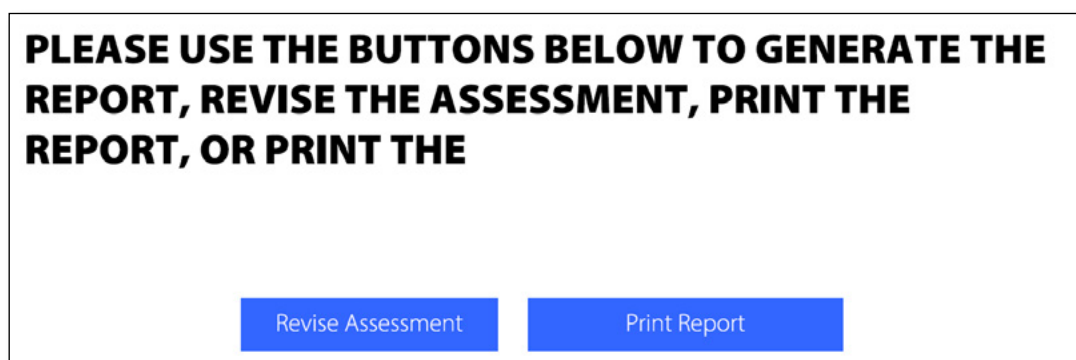 PLEASE USE THE BUTTONS BELOW TO GENERATE THE
REPORT, REVISE THE ASSESSMENT, PRINT THE
REPORT, OR PRINT THE
Revise Assessment
Print Report